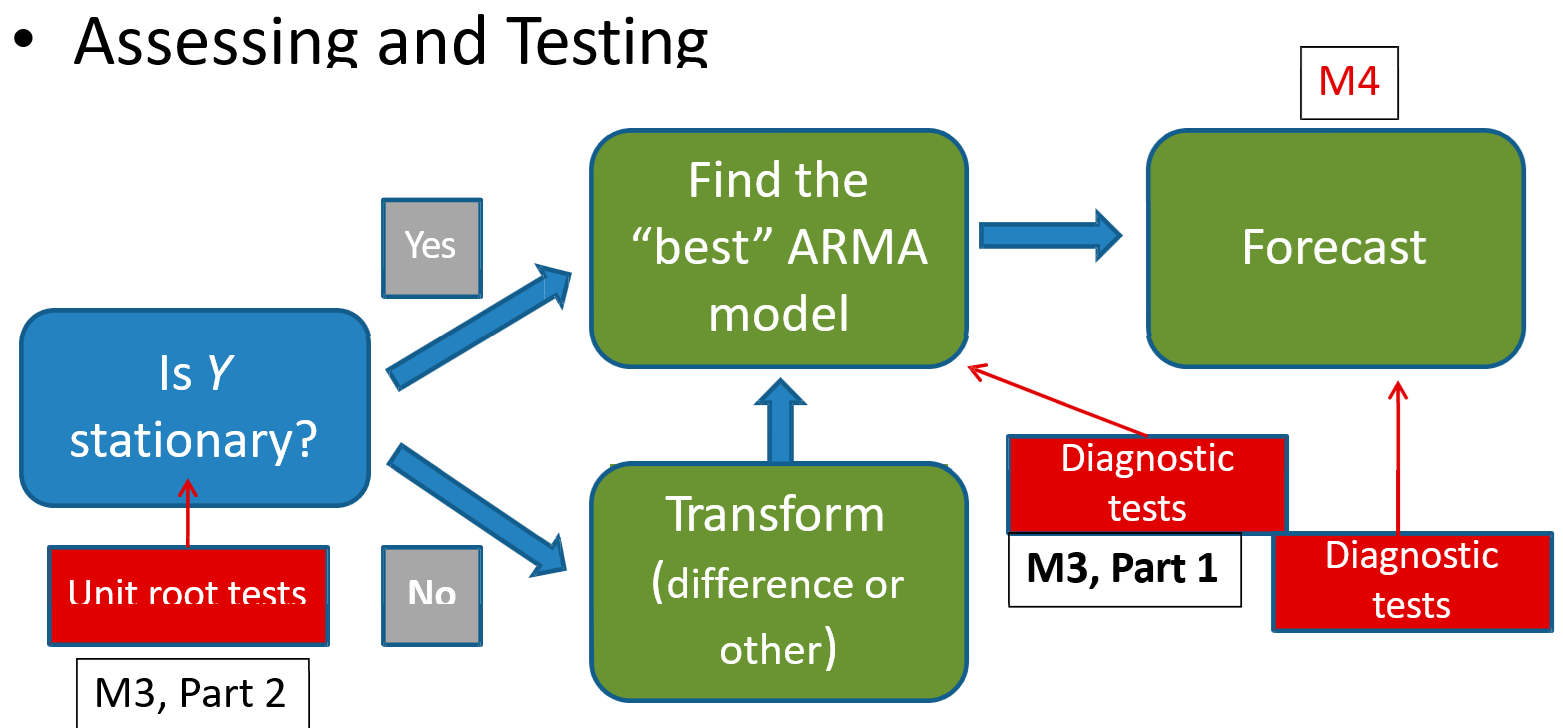 • Assessing and Testing
M4
Find the
“best” ARMA
model
Forecast
Yes
Is Y
stationary?
Transform
(difference or
other)
Diagnostic
tests
M3, Part 1
Diagnostic
tests
Unit root tests
No
M3, Part 2